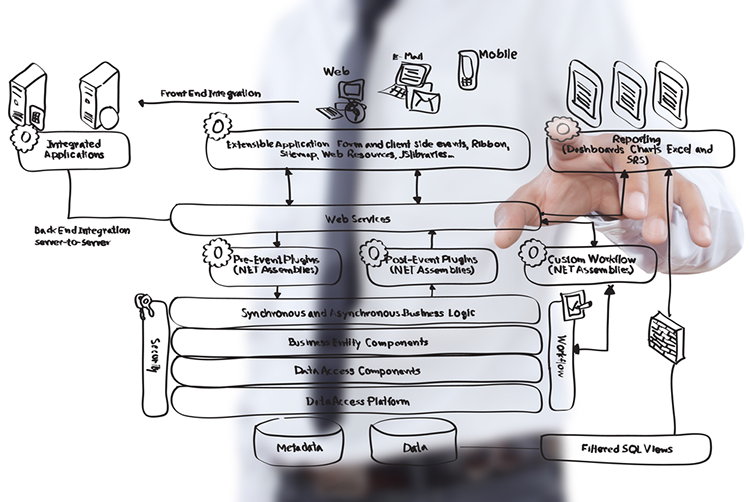 Web
E-Mail
Mobile
Front End Integration
Integrated
Applications
Extensible Application Form and Client Side events, Ribbon,
Sitemap, Web Resources, JSlibraries...
Reporting
(Dashboards Charts Excel and
SRS)
Back End Integration
server-to-server
Web Services
Pre-Event Plugins
(NET Assemblies)
Post-Event Plugins
(NET Assemblies)
Custom Workflow
(NET Assemblies)
Security
Synchronous and Asynchronous Business Logic
Business Entity Components
Data Access Components
Data Access Platform
Workflow
Metadata
Data
Filtered SQL Views